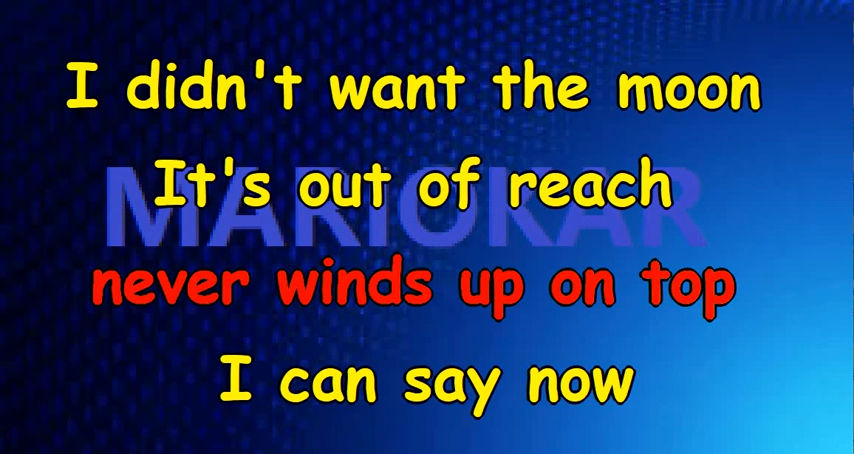 I didn't want the moon
It's out of reach
MARIOKAR
never winds up on top
I can say now